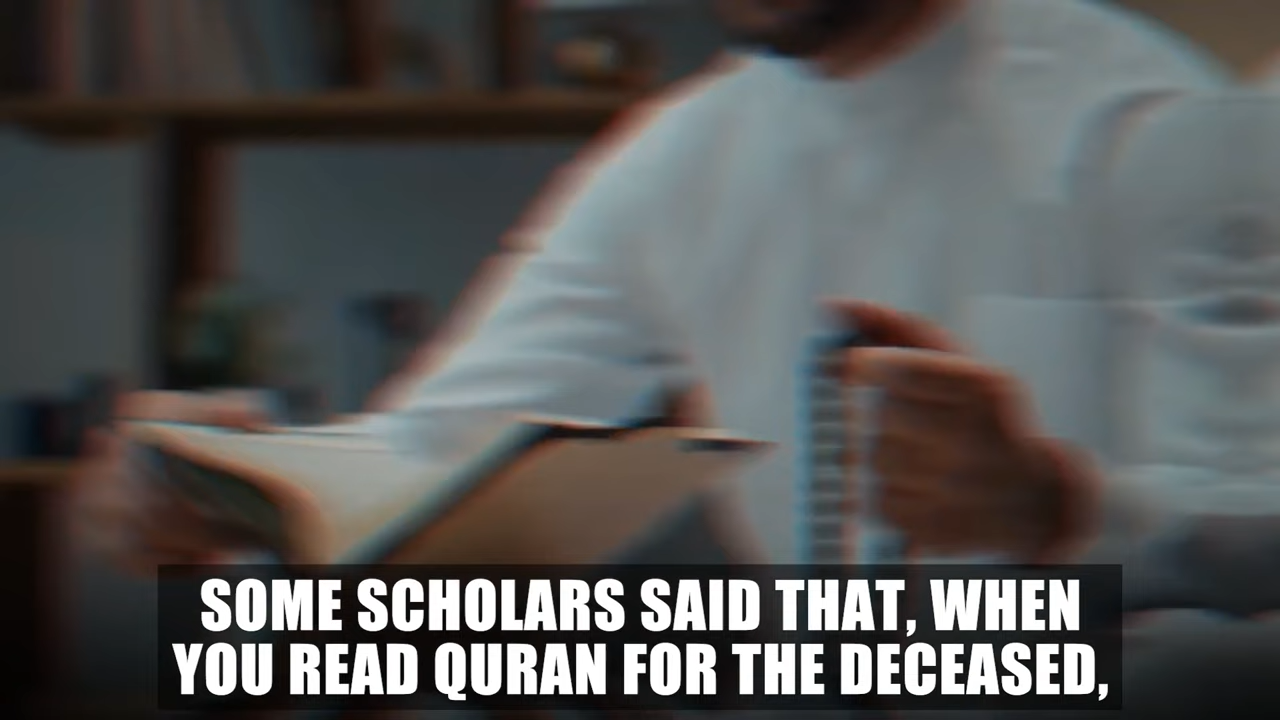 SOME SCHOLARS SAID THAT, WHEN
YOU READ QURAN FOR THE DECEASED,